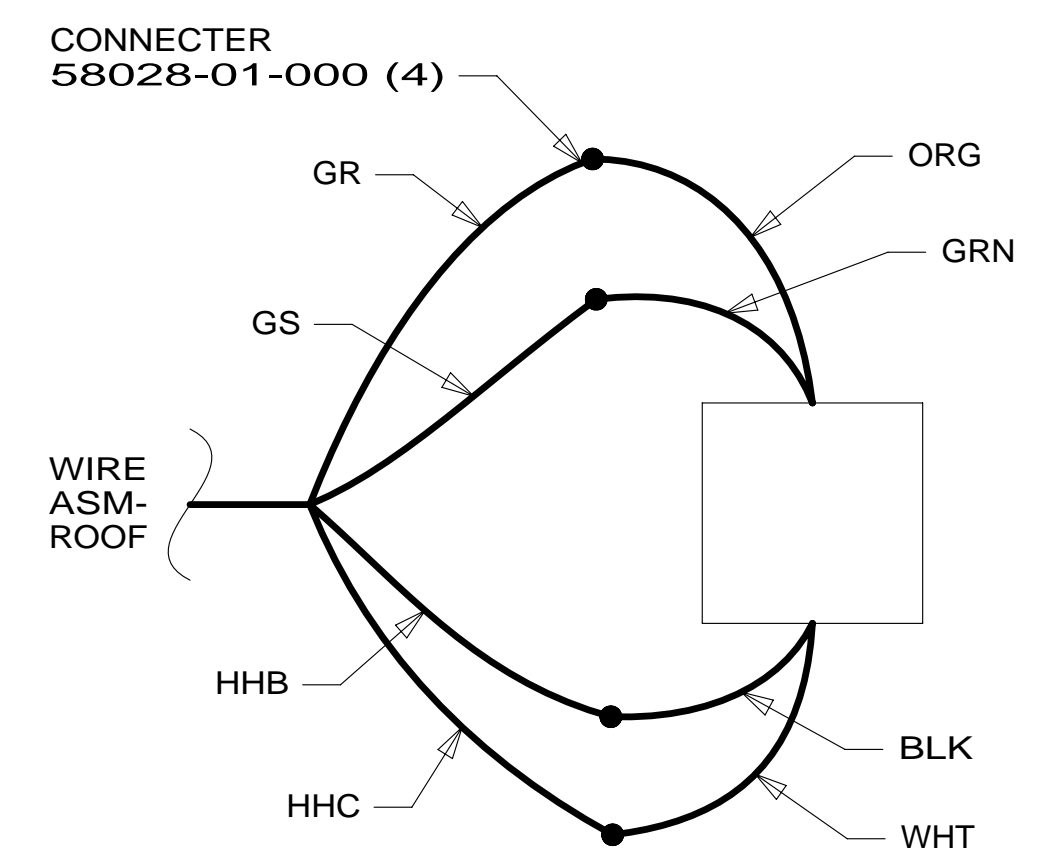 CONNECTER
58028-01-000 (4)
GR
ORG
GRN
GS
WIRE
ASM-
ROOF
HHB
BLK
HHC
WHT